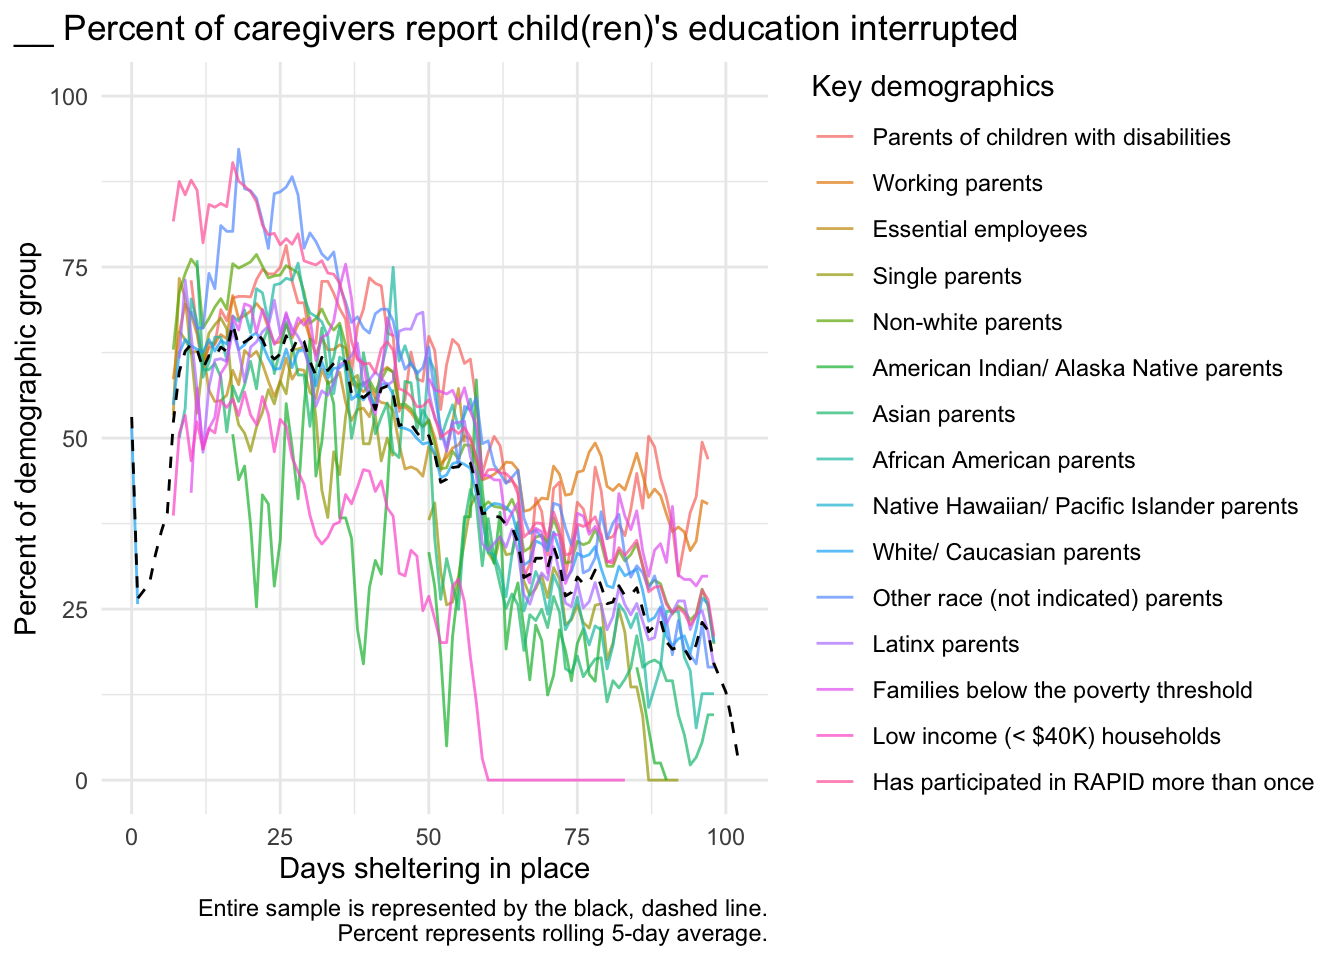 __ Percent of caregivers report child(ren)'s education interrupted
Percent of demographic group
100
75
50
25
0
0 25 50 75 100
Days sheltering in place
Entire sample is represented by the black, dashed line.
Percent represents rolling 5-day average.
Key demographics
Parents of children with disabilities
Working parents
Essential employees
Single parents
Non-white parents
American Indian/ Alaska Native parents
Asian parents
African American parents
Native Hawaiian/ Pacific Islander parents
White/ Caucasian parents
Other race (not indicated) parents
Latinx parents
Families below the poverty threshold
Low income (< $40K) households
Has participated in RAPID more than once